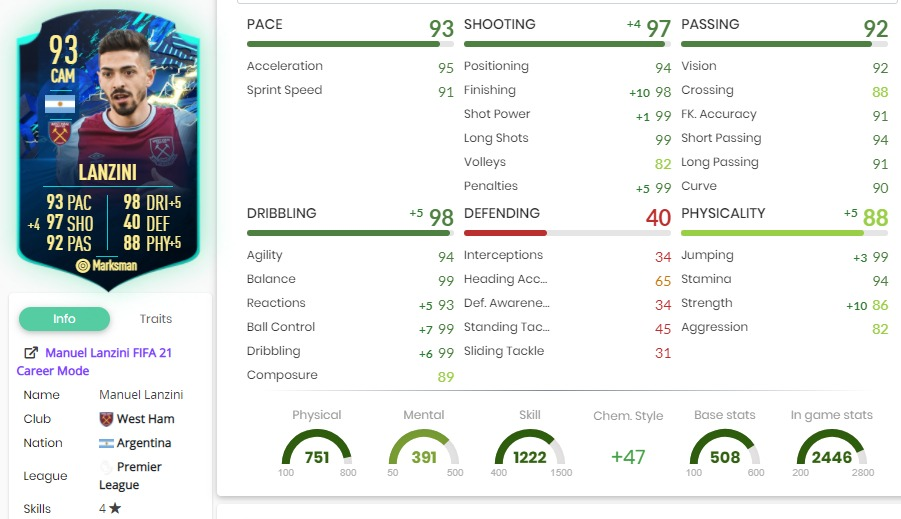 93
CAM
LANZINI
93 PAC 98 DRI+5
+4 97 SHO 40 DEF
92 PAS 88 PHY+5
Marksman
Info Traits
Manuel Lanzini FIFA 21
Career Mode
Name Manuel Lanzini
Club West Ham
Nation Argentina
League Premier
League
Skills 4★
PACE 93
Acceleration 95
Sprint Speed 91
SHOOTING +4 97
Positioning 94
Finishing +10 98
Shot Power +1 99
Long Shots 99
Volleys 82
Penalties +5 99
PASSING 92
Vision 92
Crossing 88
FK. Accuracy 91
Short Passing 94
Long Passing 91
Curve 90
DRIBBLING +5 98
Agility 94
Balance 99
Reactions +5 93
Ball Control +7 99
Dribbling +6 99
Composure 89
DEFENDING 40
Interceptions 34
Heading Acc... 65
Def. Awarene... 34
Standing Tac... 45
Sliding Tackle 31
PHYSICALITY +5 88
Jumping +3 99
Stamina 94
Strength +10 86
Aggression 82
Physical
751
100 800
Mental
391
50 500
Skill
1222
400 1500
Chem. Style
+47
Base stats
508
100 600
In game stats
2446
200 2800